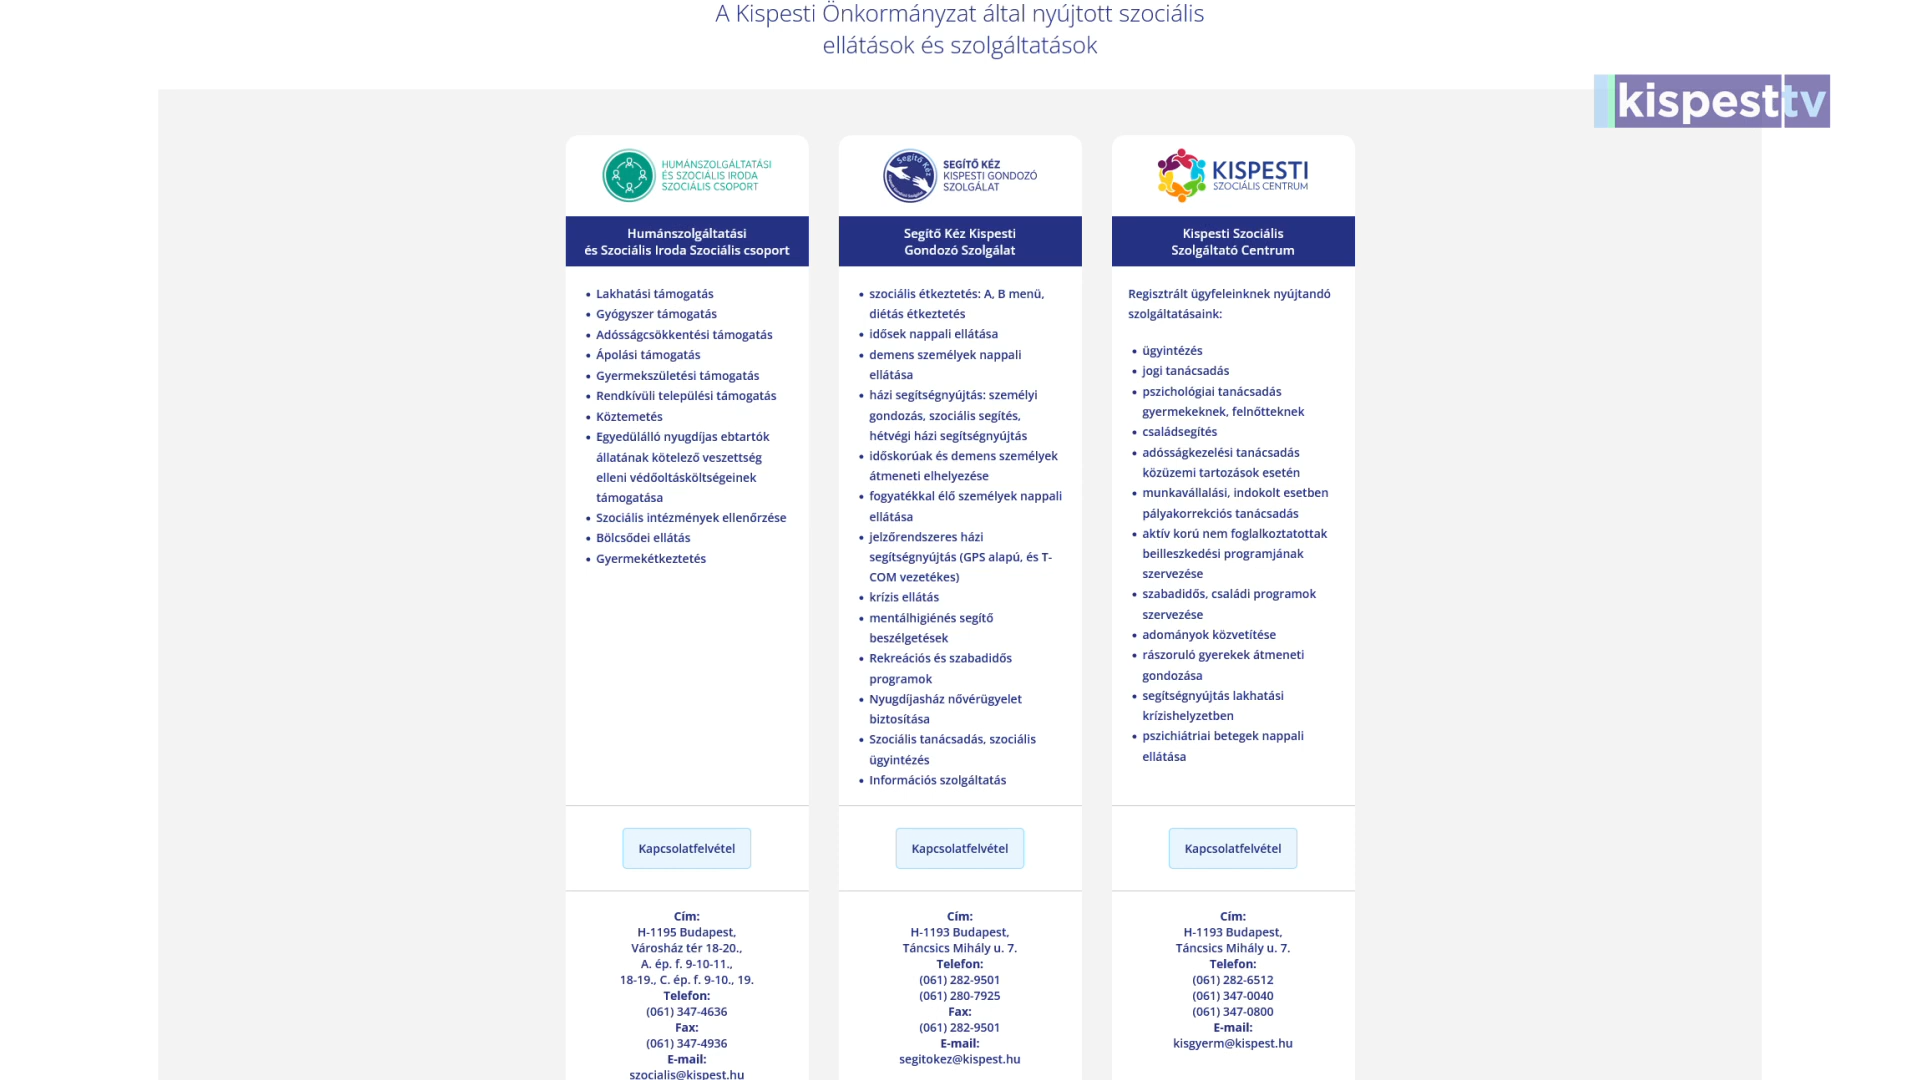 A Kispesti Önkormányzat által nyújtott szociális
ellátások és szolgáltatások
kispest tv
HUMÁNSZOLGÁLTATÁSI
ÉS SZOCIÁLIS IRODA
SZOCIÁLIS CSOPORT
Humánszolgáltatási
és Szociális Iroda Szociális csoport
• Lakhatási támogatás
• Gyógyszer támogatás
• Adósságcsökkentési támogatás
• Ápolási támogatás
• Gyermekszületési támogatás
• Rendkívüli települési támogatás
• Köztemetés
• Egyedülálló nyugdíjas ebtartók
állatának kötelező veszettség
elleni védőoltásköltségeinek
támogatása
• Szociális intézmények ellenőrzése
• Bölcsődei ellátás
• Gyermekétkeztetés
Kapcsolatfelvétel
Cím:
H-1195 Budapest,
Városház tér 18-20.,
A. ép. f. 9-10-11.,
18-19., C. ép. f. 9-10., 19.
Telefon:
(061) 347-4636
Fax:
(061) 347-4936
E-mail:
szocialis@kispest.hu
Segítő Kéz
SEGÍTŐ KÉZ
KISPESTI GONDOZÓ
SZOLGÁLAT
Segítő Kéz Kispesti
Gondozó Szolgálat
• szociális étkeztetés: A, B menü,
diétás étkeztetés
• idősek nappali ellátása
• demens személyek nappali
ellátása
• házi segítségnyújtás: személyi
gondozás, szociális segítés,
hétvégi házi segítségnyújtás
• időskorúak és demens személyek
átmeneti elhelyezése
• fogyatékkal élő személyek nappali
ellátása
• jelzőrendszeres házi
segítségnyújtás (GPS alapú, és T-
COM vezetékes)
• krízis ellátás
• mentálhigiénés segítő
beszélgetések
• Rekreációs és szabadidős
programok
• Nyugdíjasház nővérügyelet
biztosítása
• Szociális tanácsadás, szociális
ügyintézés
• Információs szolgáltatás
Kapcsolatfelvétel
Cím:
H-1193 Budapest,
Táncsics Mihály u. 7.
Telefon:
(061) 282-9501
(061) 280-7925
Fax:
(061) 282-9501
E-mail:
segitokez@kispest.hu
KISPESTI
SZOCIÁLIS CENTRUM
Kispesti Szociális
Szolgáltató Centrum
Regisztrált ügyfeleinknek nyújtandó
szolgáltatásaink:
• ügyintézés
• jogi tanácsadás
• pszichológiai tanácsadás
gyermekeknek, felnőtteknek
• családsegítés
• adósságkezelési tanácsadás
közüzemi tartozások esetén
• munkavállalási, indokolt esetben
pályakorrekciós tanácsadás
• aktív korú nem foglalkoztatottak
beilleszkedési programjának
szervezése
• szabadidős, családi programok
szervezése
• adományok közvetítése
• rászoruló gyerekek átmeneti
gondozása
• segítségnyújtás lakhatási
krízishelyzetben
• pszichiátriai betegek nappali
ellátása
Kapcsolatfelvétel
Cím:
H-1193 Budapest,
Táncsics Mihály u. 7.
Telefon:
(061) 282-6512
(061) 347-0040
(061) 347-0800
E-mail:
kisgyerm@kispest.hu